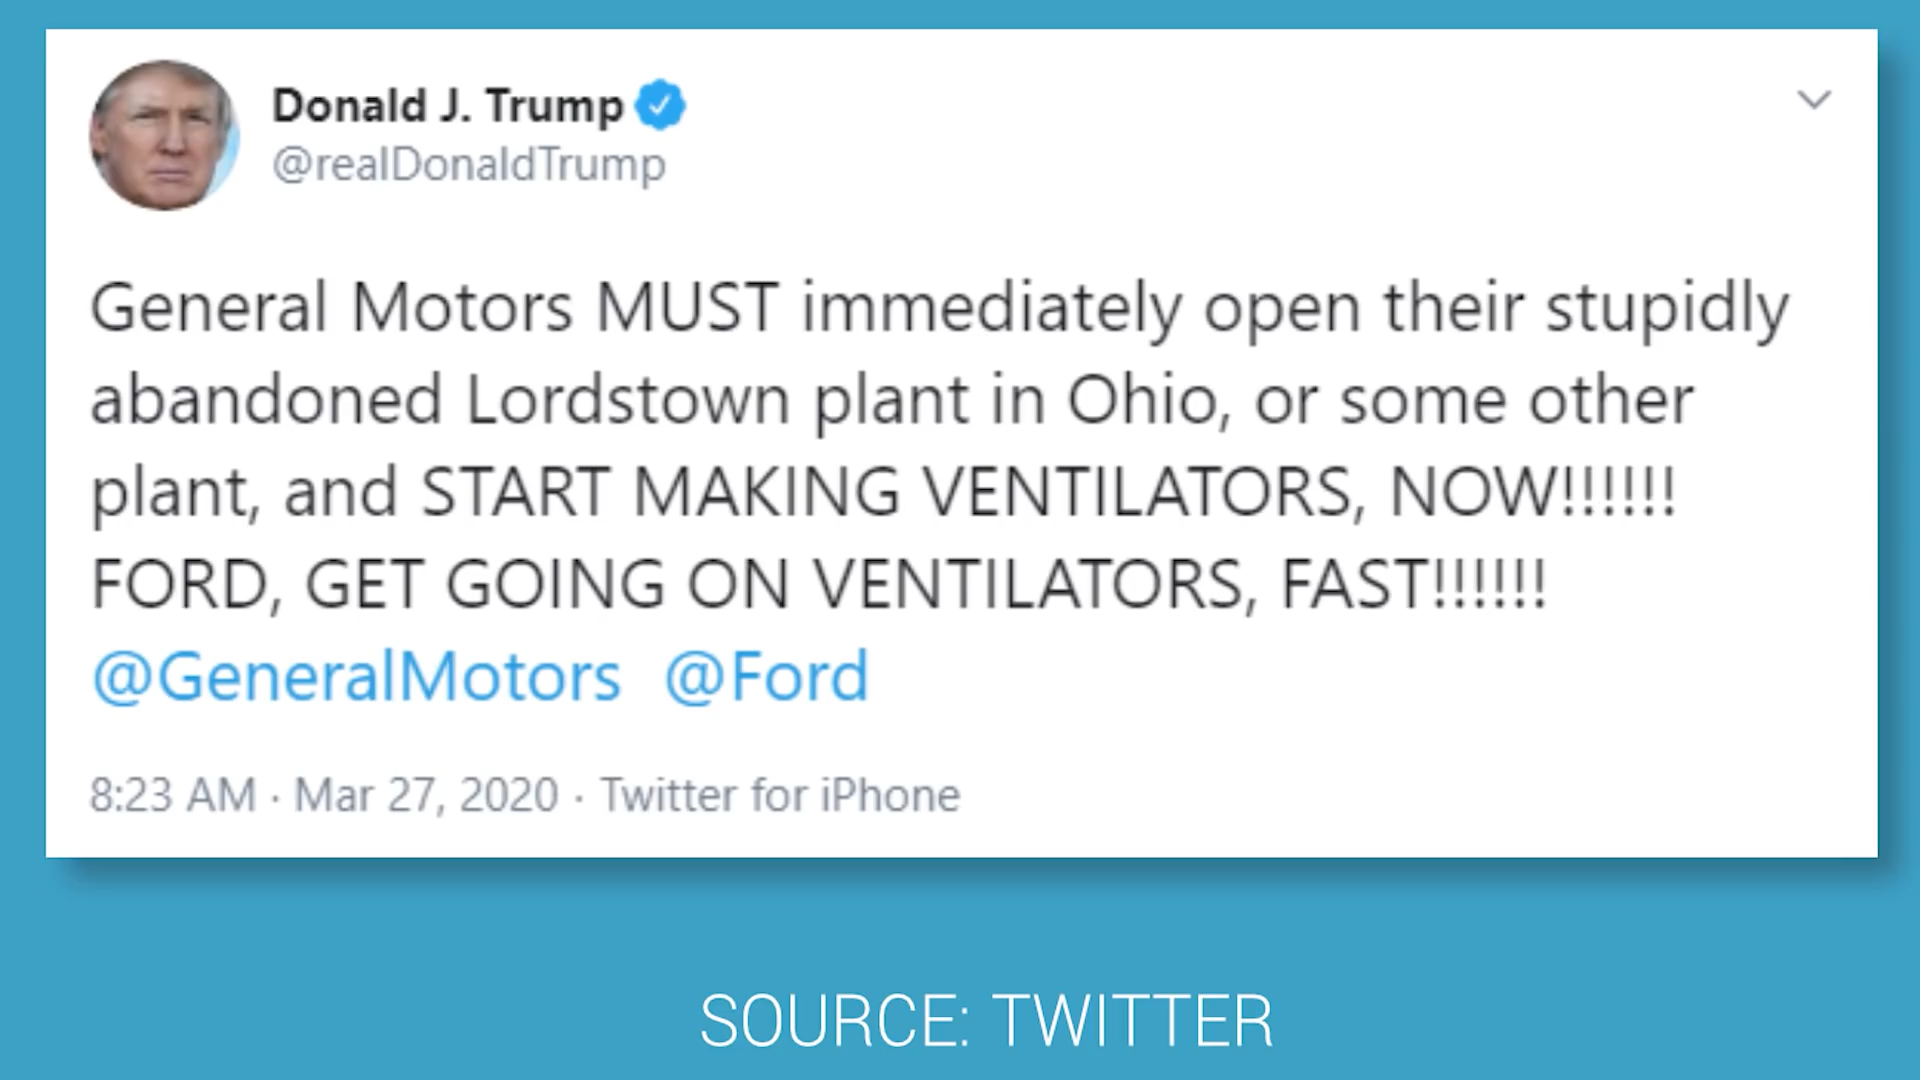 Donald J. Trump
@realDonaldTrump
General Motors MUST immediately open their stupidly
abandoned Lordstown plant in Ohio, or some other
plant, and START MAKING VENTILATORS, NOW!!!!!!
FORD, GET GOING ON VENTILATORS, FAST!!!!!!
@GeneralMotors @Ford
8:23 AM · Mar 27, 2020 · Twitter for iPhone
SOURCE: TWITTER